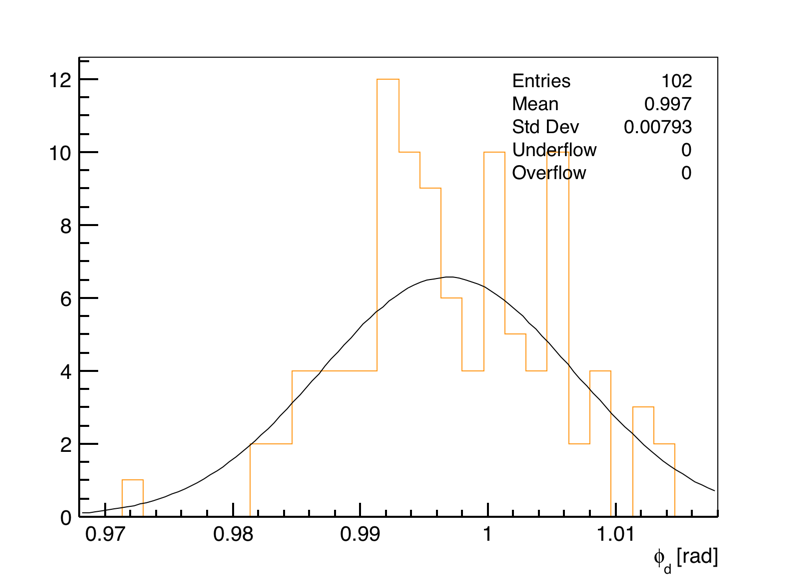 Entries 102
Mean 0.997
Std Dev 0.00793
Underflow 0
Overflow 0
12
10
8
6
4
2
0
0.97 0.98 0.99 1 1.01
ϕd [rad]